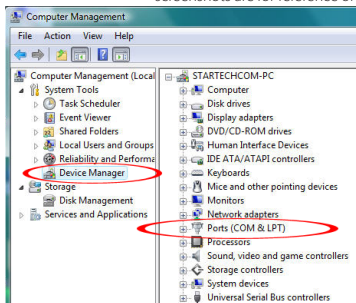 Computer Management
File Action View Help
Computer Management (Local
System Tools
Task Scheduler
Event Viewer
Shared Folders
Local Users and Groups
Reliability and Performa
Device Manager
Storage
Disk Management
Services and Applications
STARTECHCOM-PC
Computer
Disk drives
Display adapters
DVD/CD-ROM drives
Human Interface Devices
IDE ATA/ATAPI controllers
Keyboards
Mice and other pointing devices
Monitors
Network adapters
Ports (COM & LPT)
Processors
Sound, video and game controllers
Storage controllers
System devices
Universal Serial Bus controllers